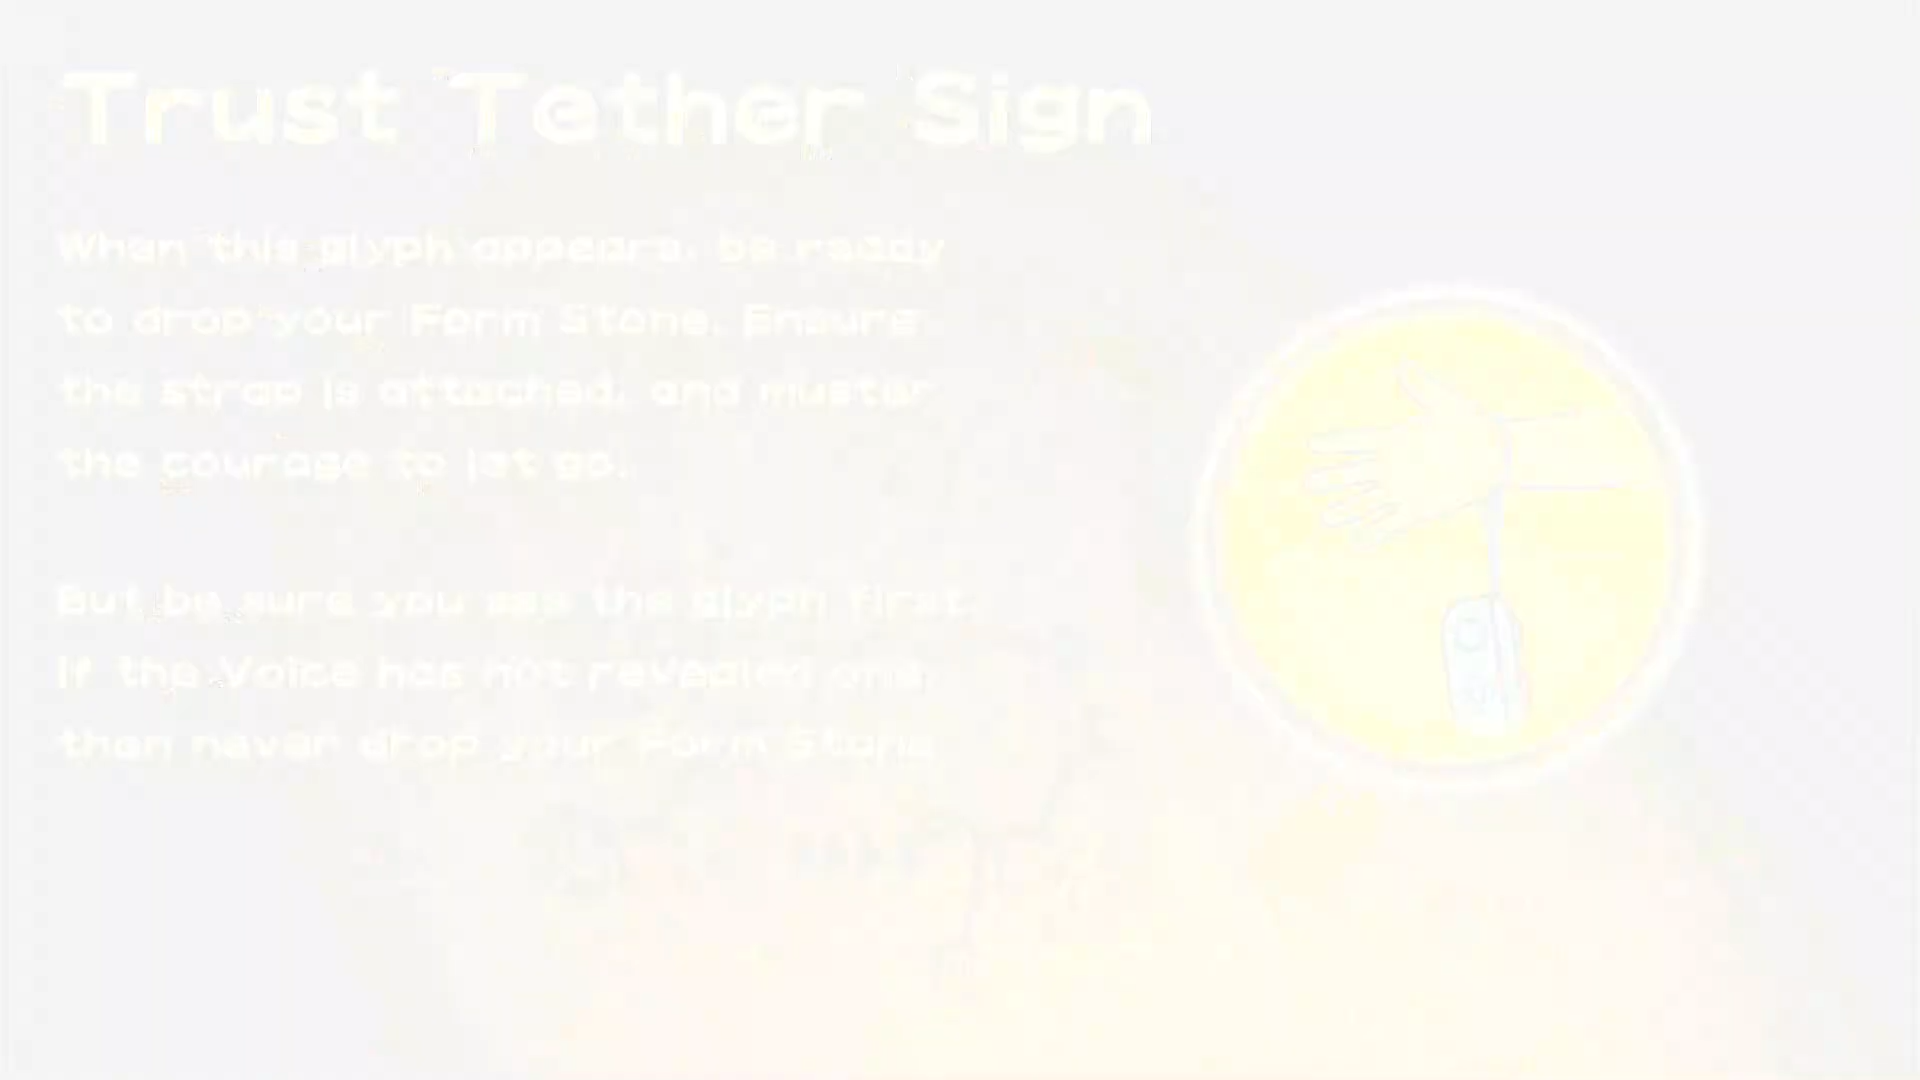 Trust Tether Sign
When this glyph appears, be ready
to drop your Form Stone. Ensure
the strap is attached, and muster
the courage to let go.
But be sure you see the glyph first.
If the Voice has not revealed one,
then never drop your Form Stone.